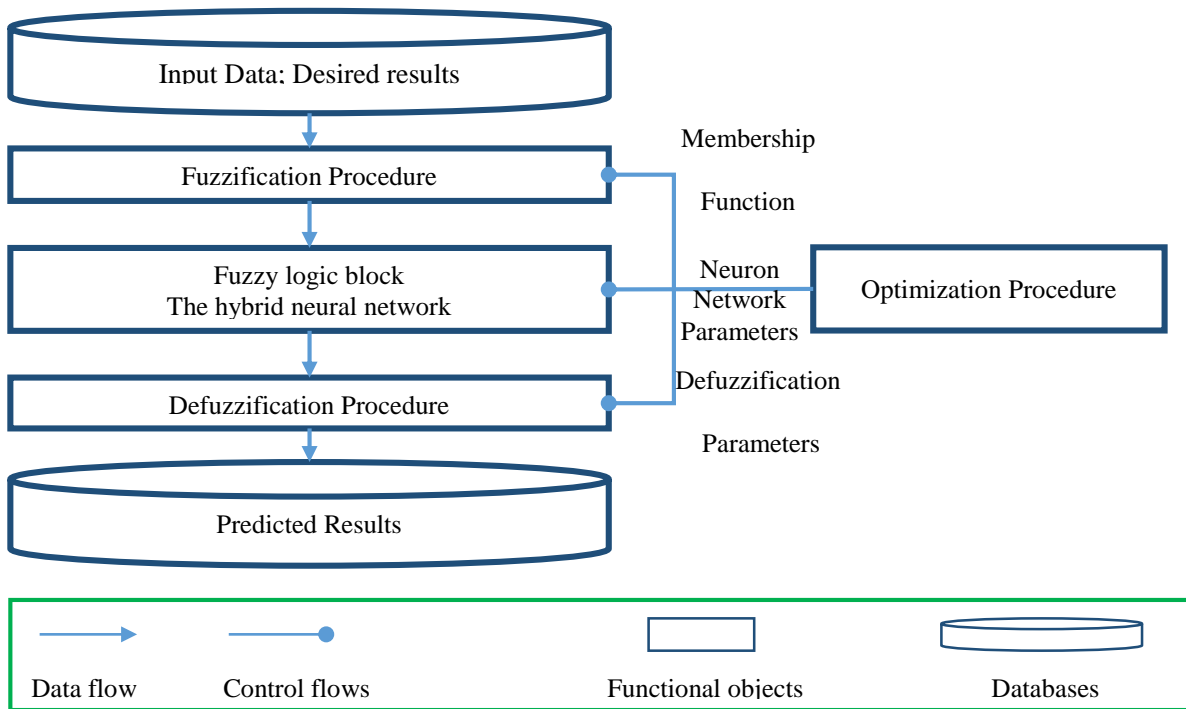 Input Data; Desired results
Fuzzification Procedure
Fuzzy logic block
The hybrid neural network
Defuzzification Procedure
Predicted Results
Membership
Function
Neuron
Network
Parameters
Defuzzification
Parameters
Optimization Procedure
Data flow
Control flows
Functional objects
Databases